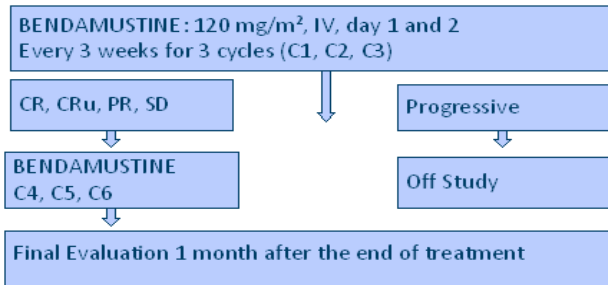 BENDAMUSTINE: 120 mg/m², IV, day 1 and 2
Every 3 weeks for 3 cycles (C1, C2, C3)
CR, CRu, PR, SD
Progressive
BENDAMUSTINE
C4, C5, C6
Off Study
Final Evaluation 1 month after the end of treatment